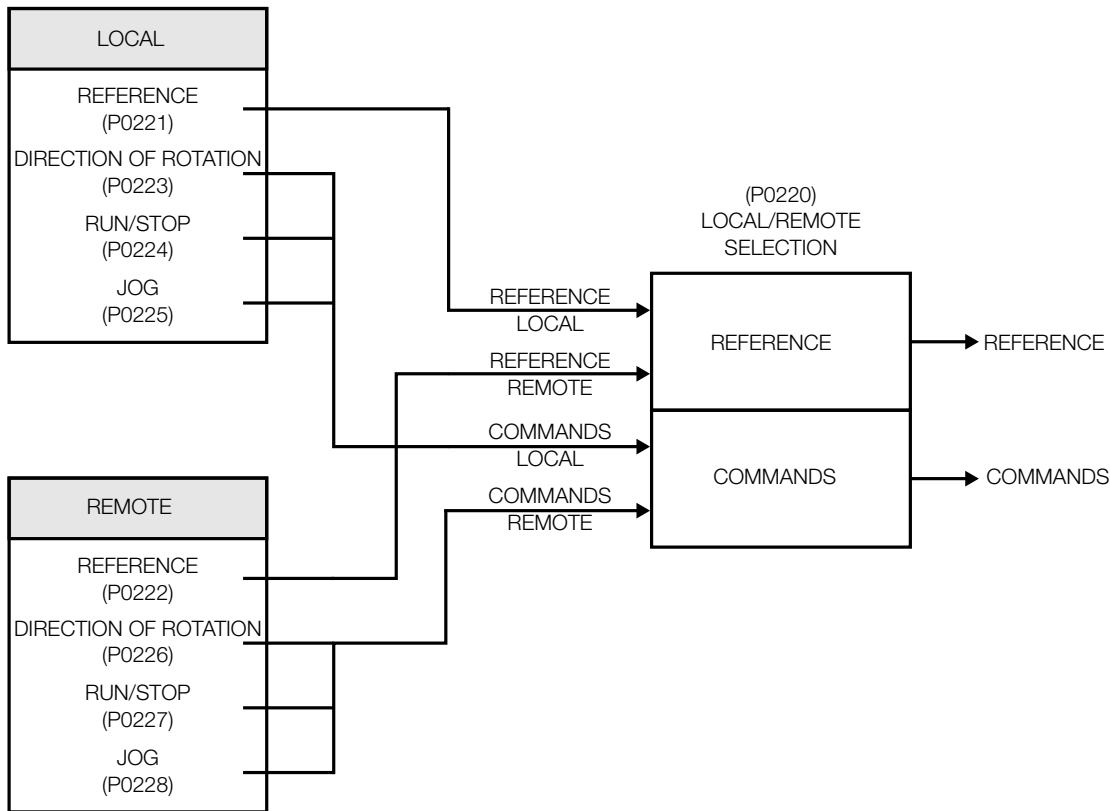 LOCAL
REFERENCE
(P0221)
DIRECTION OF ROTATION
(P0223)
RUN/STOP
(P0224)
JOG
(P0225)
REMOTE
REFERENCE
(P0222)
DIRECTION OF ROTATION
(P0226)
RUN/STOP
(P0227)
JOG
(P0228)
REFERENCE
LOCAL
REFERENCE
REMOTE
COMMANDS
LOCAL
COMMANDS
REMOTE
(P0220)
LOCAL/REMOTE
SELECTION
REFERENCE
COMMANDS
REFERENCE
COMMANDS